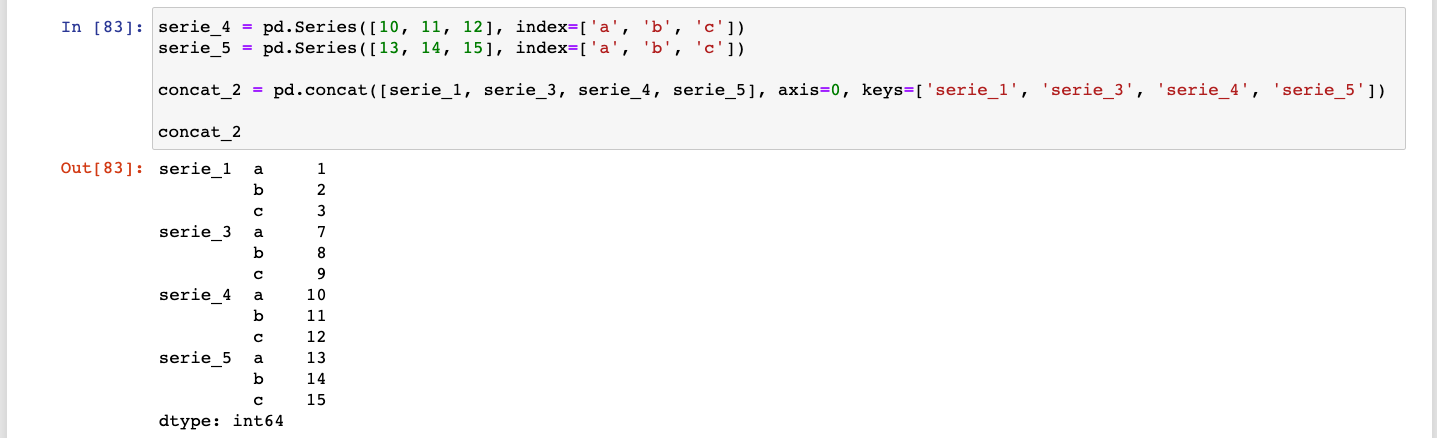 In [83]: serie_4 = pd.Series([10, 11, 12], index=['a', 'b', 'c'])
serie_5 = pd.Series([13, 14, 15], index=['a', 'b', 'c'])
concat_2 = pd.concat([serie_1, serie_3, serie_4, serie_5], axis=0, keys=['serie_1', 'serie_3', 'serie_4', 'serie_5'])
concat_2
Out[83]: serie_1 a 1
b 2
c 3
serie_3 a 7
b 8
c 9
serie_4 a 10
b 11
c 12
serie_5 a 13
b 14
c 15
dtype: int64